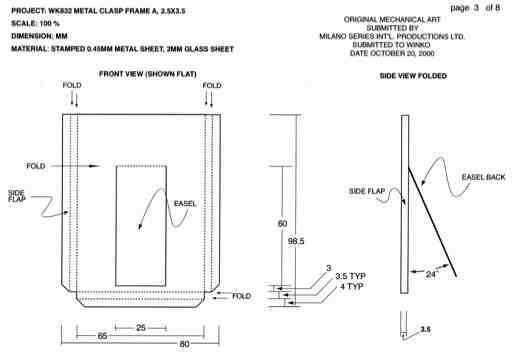 PROJECT: WK632 METAL CLASP FRAME A, 2.5X3.5
SCALE: 100 %
DIMENSION: MM
MATERIAL: STAMPED 0.45MM METAL SHEET, 2MM GLASS SHEET
page 3 of 8
ORIGINAL MECHANICAL ART
SUBMITTED BY
MILANO SERIES INT'L. PRODUCTIONS LTD.
SUBMITTED TO WINKO
DATE OCTOBER 20, 2000
FRONT VIEW (SHOWN FLAT)
FOLD
FOLD
FOLD
SIDE
FLAP
EASEL
FOLD
25
65
80
60
98.5
3
3.5 TYP
4 TYP
SIDE VIEW FOLDED
SIDE FLAP
EASEL BACK
24°
3.5